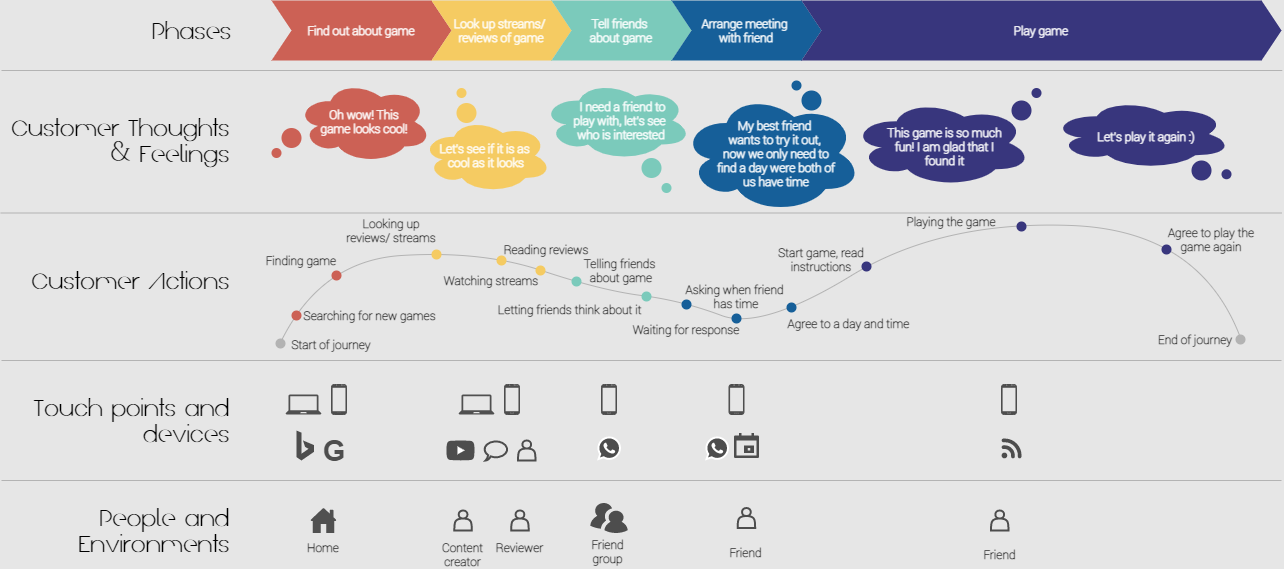 Phases
Find out about game
Look up streams/
reviews of game
Tell friends
about game
Arrange meeting
with friend
Play game
Customer Thoughts
& Feelings
Oh wow! This
game looks cool!
Let's see if it is as
cool as it looks
I need a friend to
play with, let's see
who is interested
My best friend
wants to try it out,
now we only need to
find a day were both of
us have time
This game is so much
fun! I am glad that I
found it
Let's play it again :)
Customer Actions
Start of journey
Searching for new games
Finding game
Looking up
reviews/ streams
Reading reviews
Watching streams
Telling friends
about game
Letting friends think about it
Asking when friend
has time
Waiting for response
Agree to a day and time
Start game, read
instructions
Playing the game
Agree to play the
game again
End of journey
Touch points and
devices
b G
People and
Environments
Home
Content
creator
Reviewer
Friend
group
Friend
Friend